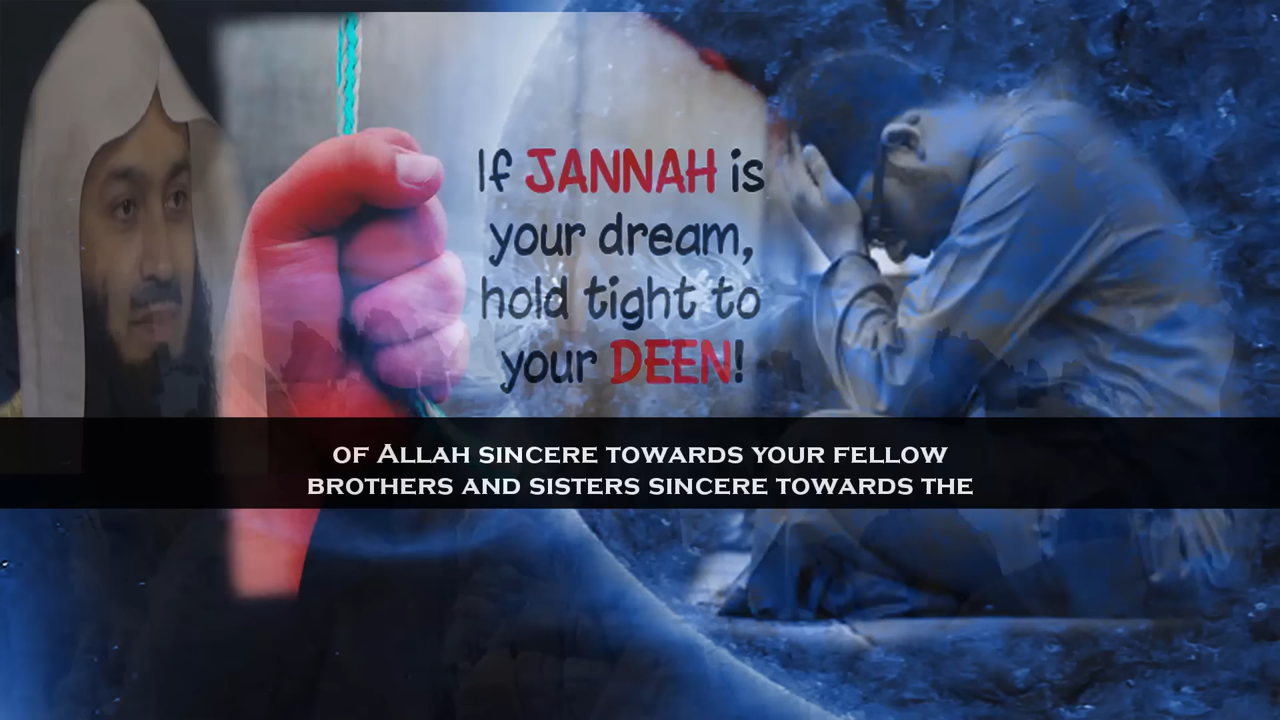 If JANNAH is
your dream,
hold tight to
your DEEN!
OF ALLAH SINCERE TOWARDS YOUR FELLOW
BROTHERS AND SISTERS SINCERE TOWARDS THE